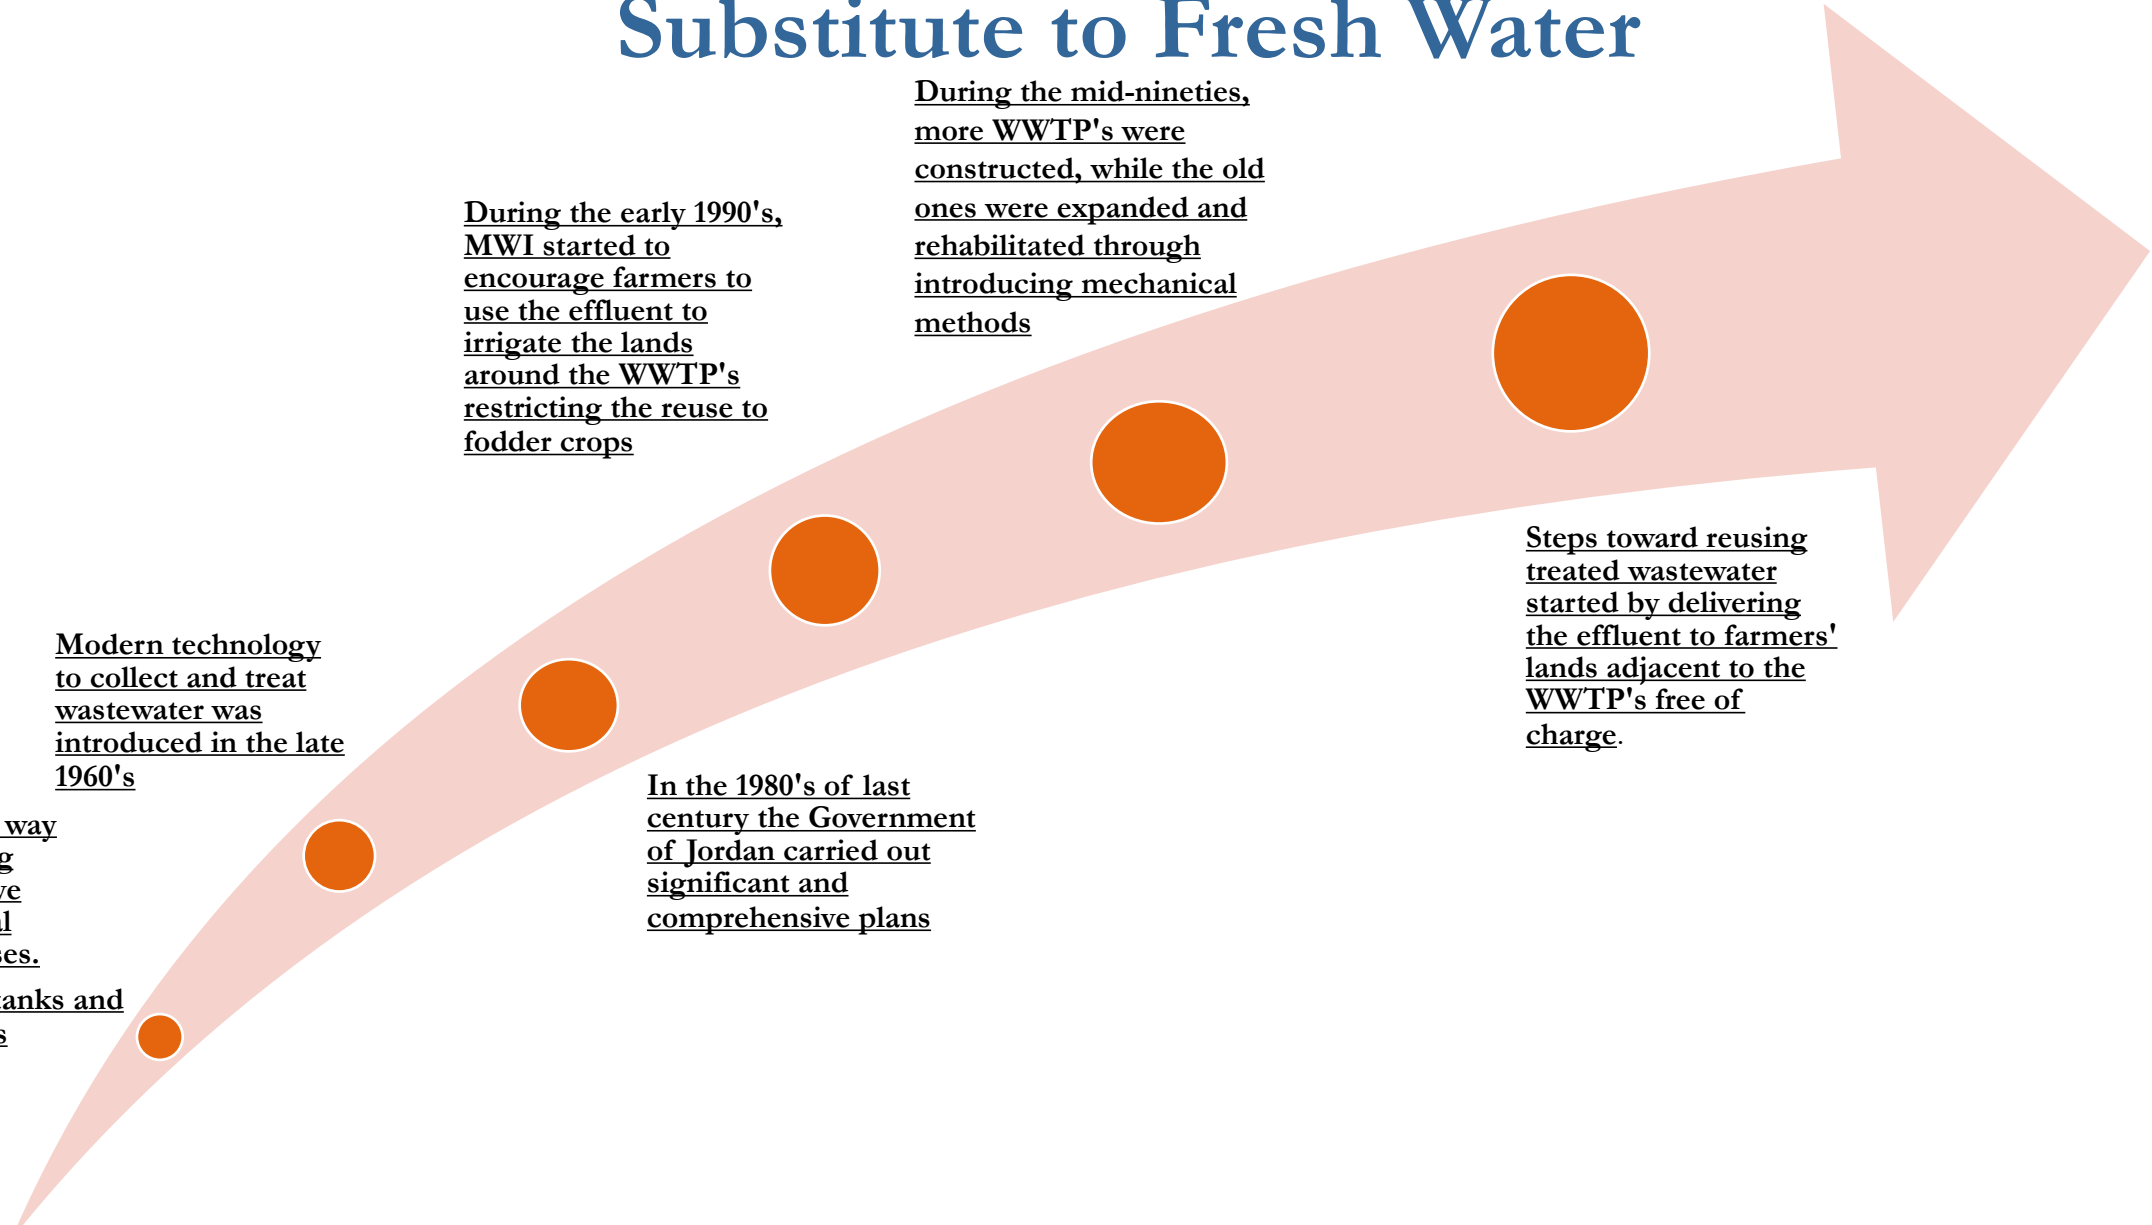 Substitute to Fresh Water
During the mid-nineties,
more WWTP's were
constructed, while the old
ones were expanded and
rehabilitated through
introducing mechanical
methods
During the early 1990's,
MWI started to
encourage farmers to
use the effluent to
irrigate the lands
around the WWTP's
restricting the reuse to
fodder crops
Steps toward reusing
treated wastewater
started by delivering
the effluent to farmers'
lands adjacent to the
WWTP's free of
charge.
Modern technology
to collect and treat
wastewater was
introduced in the late
1960's
In the 1980's of last
century the Government
of Jordan carried out
significant and
comprehensive plans
way
and